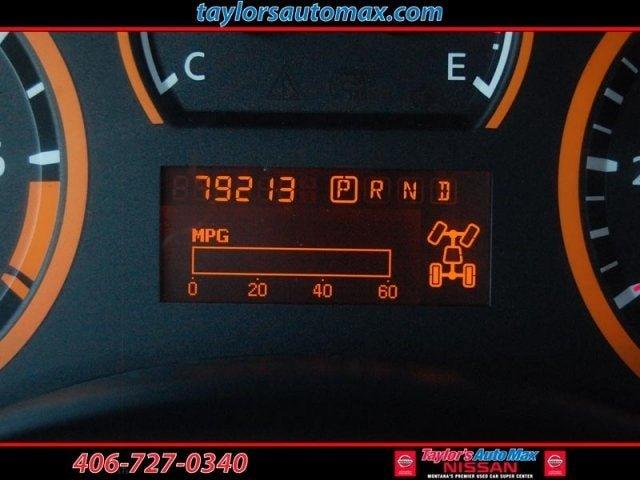 taylorsautomax.com/
C E
79213 P R N D
MPG
0 20 40 60
406-727-0340
Taylor's Auto Max
NISSAN
MONTANA'S PREMIER USED CAR SUPER CENTER